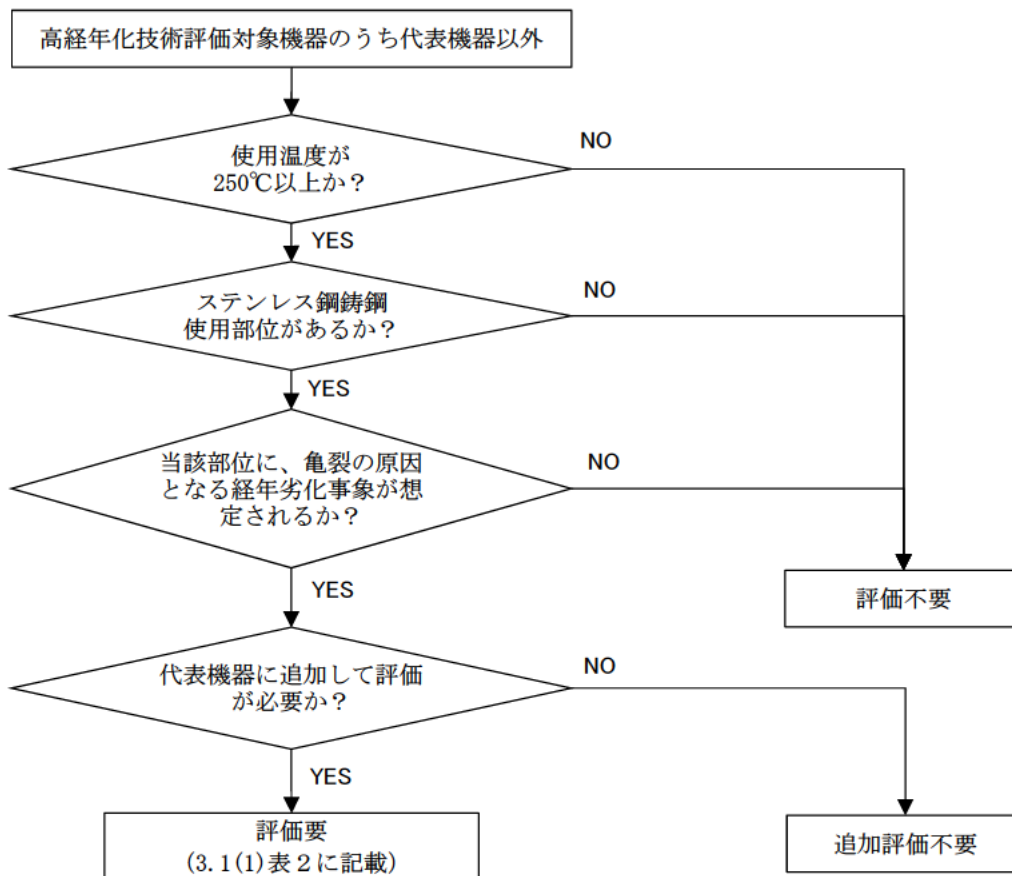 高経年化技術評価対象機器のうち代表機器以外
使用温度が
250℃以上か？
NO
YES
ステンレス鋼鋳鋼
使用部位があるか？
NO
YES
当該部位に、亀裂の原因
となる経年劣化事象が想
定されるか？
NO
YES
評価不要
代表機器に追加して評価
が必要か？
NO
YES
評価要
(3.1(1)表２に記載)
追加評価不要